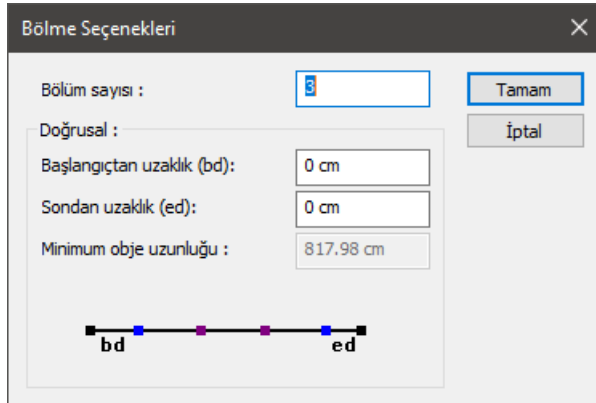 Bölme Seçenekleri
Bölüm sayısı : 3
Tamam
İptal
Doğrusal :
Başlangıçtan uzaklık (bd): 0 cm
Sondan uzaklık (ed): 0 cm
Minimum obje uzunluğu : 817.98 cm
bd ed